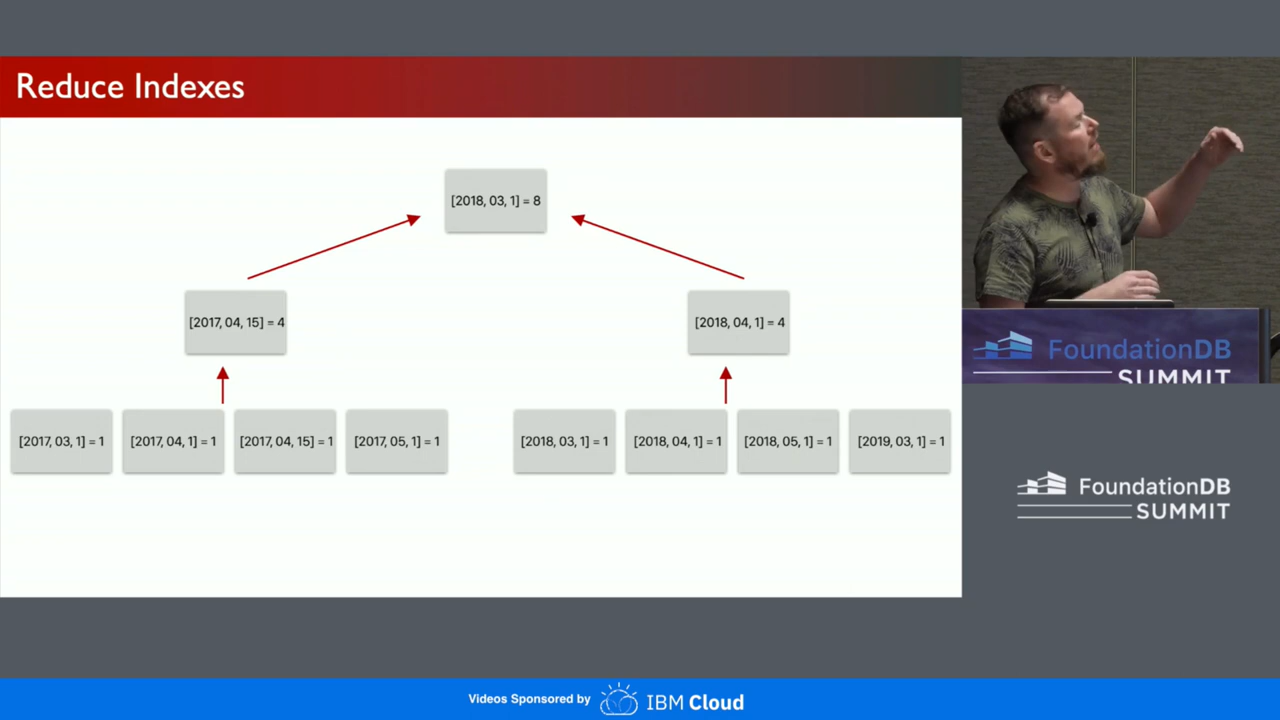 Reduce Indexes
[2018, 03, 1] = 8
[2017, 04, 15] = 4
[2018, 04, 1] = 4
[2017, 03, 1] = 1
[2017, 04, 1] = 1
[2017, 04, 15] = 1
[2017, 05, 1] = 1
[2018, 03, 1] = 1
[2018, 04, 1] = 1
[2018, 05, 1] = 1
[2019, 03, 1] = 1
FoundationDB
SUMMIT
FoundationDB
SUMMIT
Videos Sponsored by IBM Cloud